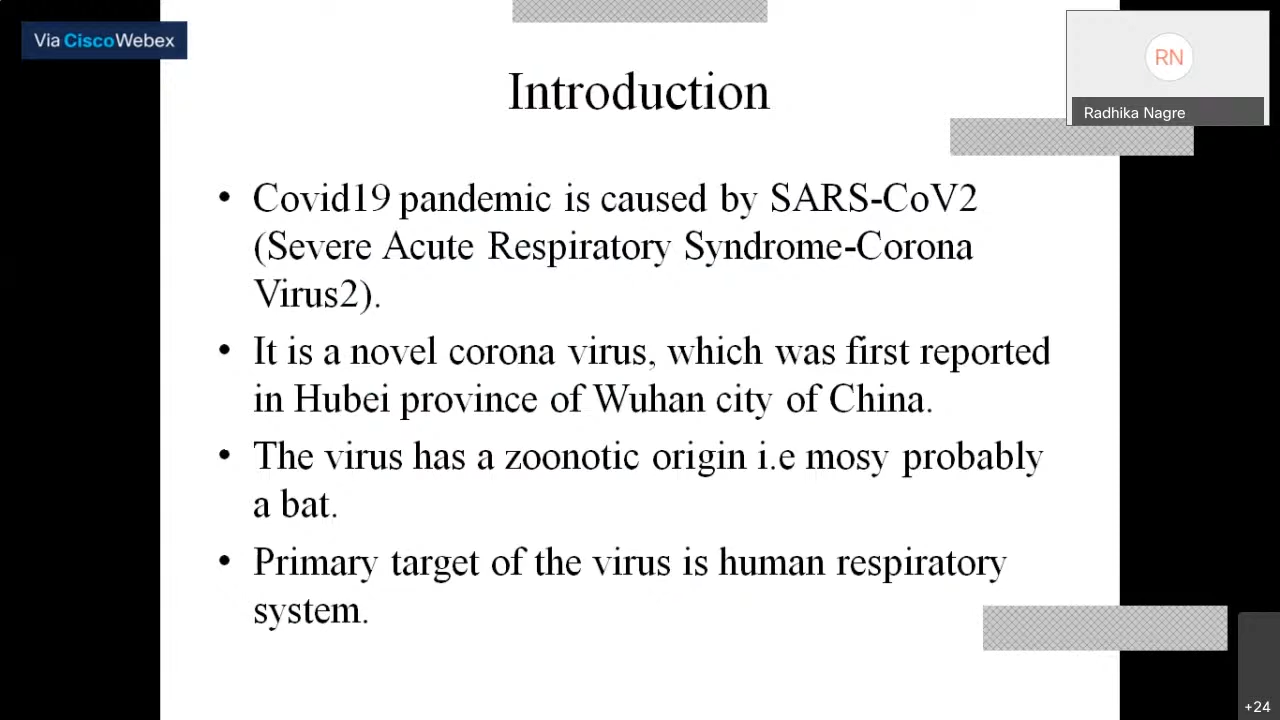 Via CiscoWebex
RN
Radhika Nagre
Introduction
• Covid19 pandemic is caused by SARS-CoV2
(Severe Acute Respiratory Syndrome-Corona
Virus2).
• It is a novel corona virus, which was first reported
in Hubei province of Wuhan city of China.
• The virus has a zoonotic origin i.e mosy probably
a bat.
• Primary target of the virus is human respiratory
system.
+24